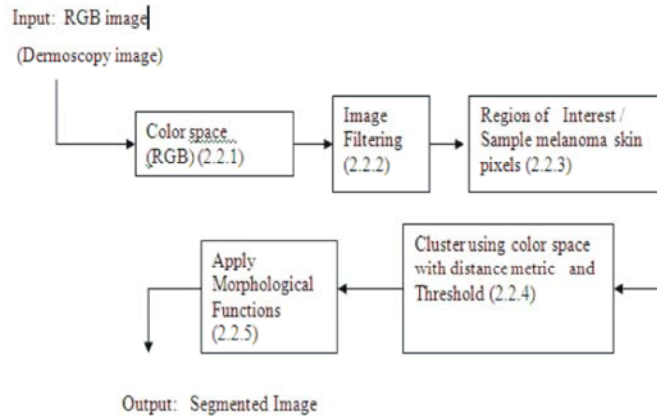 Input: RGB image
(Dermoscopy image)
Color space
(RGB) (2.2.1)
Image
Filtering
(2.2.2)
Region of Interest /
Sample melanoma skin
pixels (2.2.3)
Cluster using color space
with distance metric and
Threshold (2.2.4)
Apply
Morphological
Functions
(2.2.5)
Output: Segmented Image